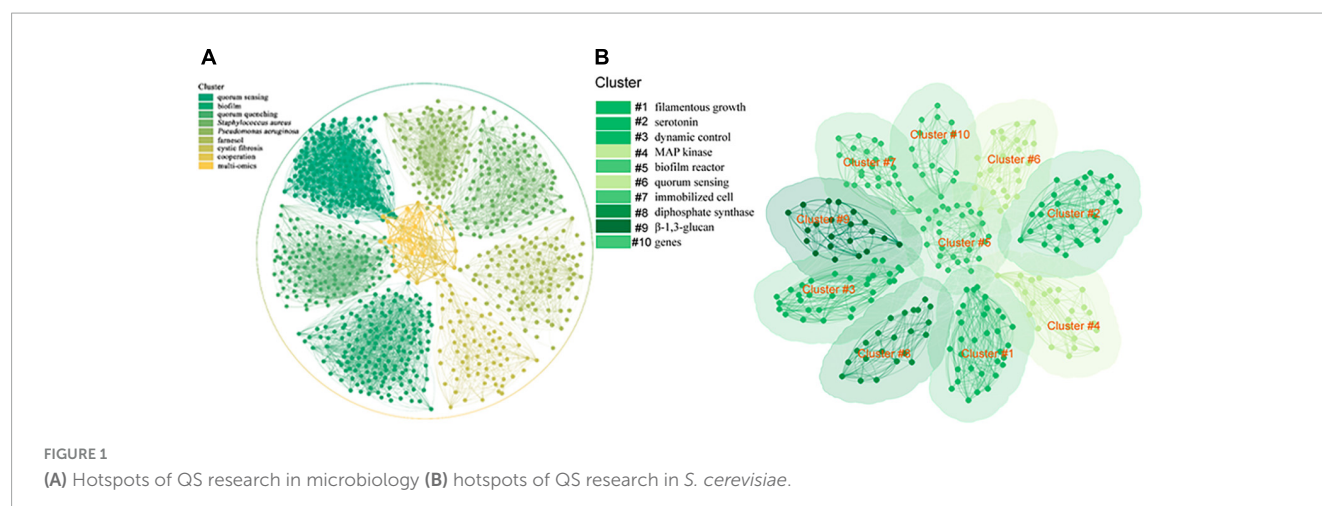 A
Cluster
quorum sensing
biofilm
quorum quenching
Staphylococcus aureus
Pseudomonas aeruginosa
farnesol
cystic fibrosis
cooperation
multi-omics
B
Cluster
#1 filamentous growth
#2 serotonin
#3 dynamic control
#4 MAP kinase
#5 biofilm reactor
#6 quorum sensing
#7 immobilized cell
#8 diphosphate synthase
#9 β-1,3-glucan
#10 genes
Cluster #10
Cluster #6
Cluster #7
Cluster #2
Cluster #9
Cluster #5
Cluster #3
Cluster #4
Cluster #8
Cluster #1
FIGURE 1
(A) Hotspots of QS research in microbiology (B) hotspots of QS research in S. cerevisiae.